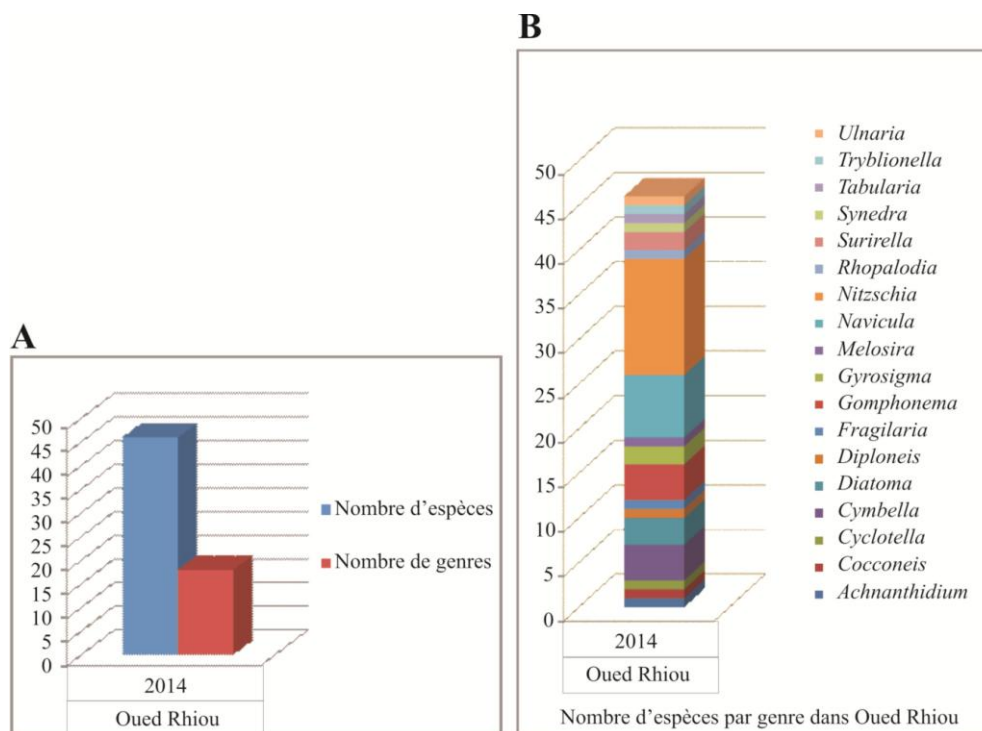 A
50
45
40
35
30
25
20
15
10
5
0
2014
Oued Rhiou
Nombre d'espèces
Nombre de genres
B
50
45
40
35
30
25
20
15
10
5
0
2014
Oued Rhiou
Ulnaria
Tryblionella
Tabularia
Synedra
Surirella
Rhopalodia
Nitzschia
Navicula
Melosira
Gyrosigma
Gomphonema
Fragilaria
Diploneis
Diatoma
Cymbella
Cyclotella
Cocconeis
Achnanthidium
Nombre d'espèces par genre dans Oued Rhiou